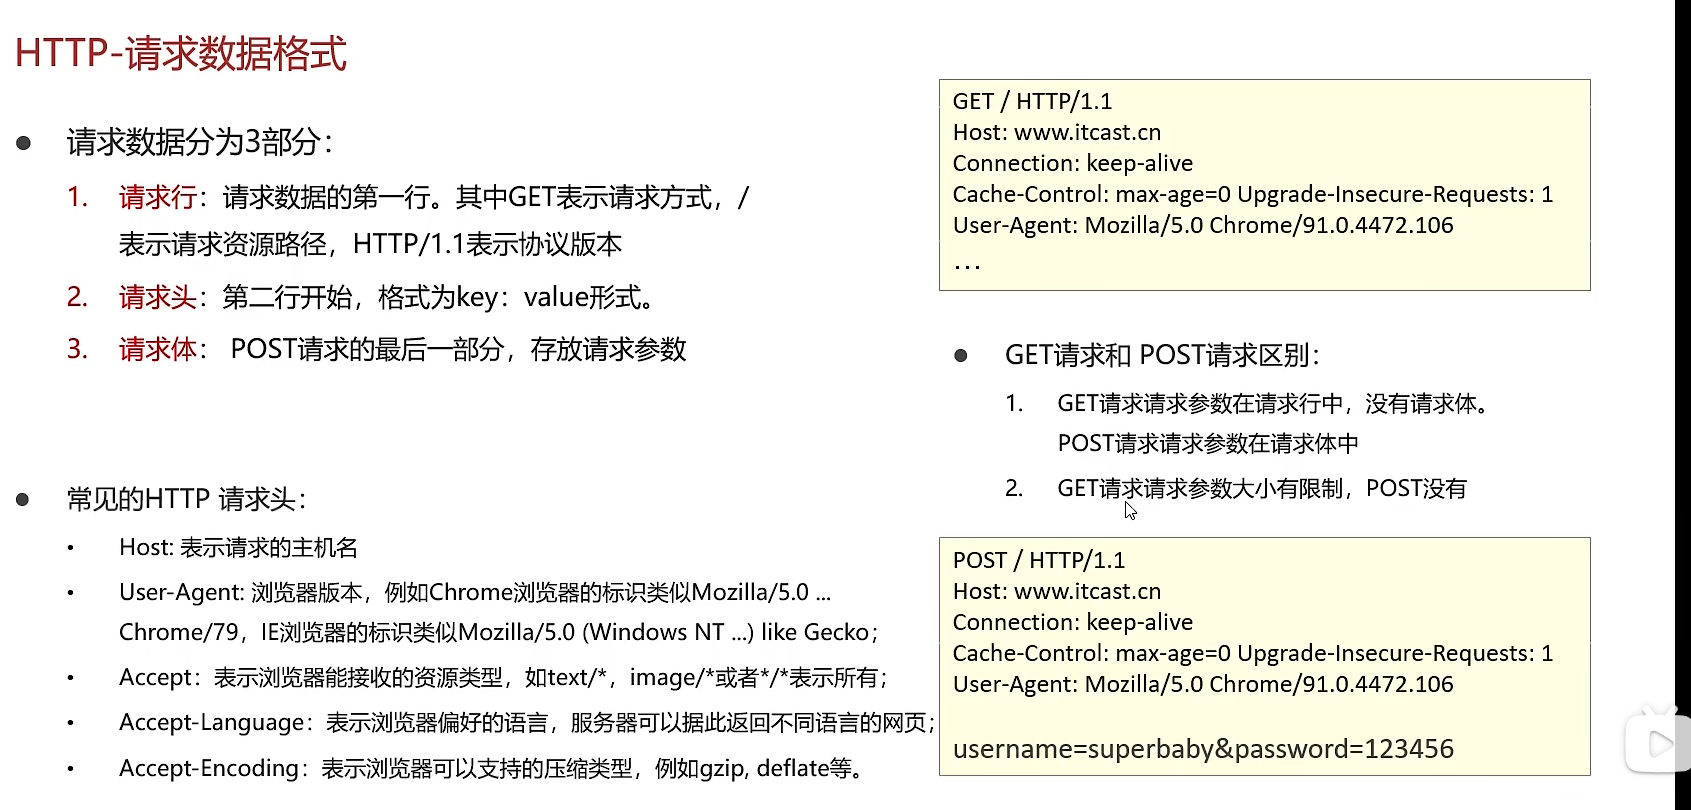 HTTP-请求数据格式
● 请求数据分为3部分：
1. 请求行：请求数据的第一行。其中GET表示请求方式，/
表示请求资源路径，HTTP/1.1表示协议版本
2. 请求头：第二行开始，格式为key：value形式。
3. 请求体： POST请求的最后一部分，存放请求参数
● 常见的HTTP 请求头：
• Host: 表示请求的主机名
• User-Agent: 浏览器版本，例如Chrome浏览器的标识类似Mozilla/5.0 ...
Chrome/79，IE浏览器的标识类似Mozilla/5.0 (Windows NT ...) like Gecko；
• Accept：表示浏览器能接收的资源类型，如text/*，image/*或者*/*表示所有；
• Accept-Language：表示浏览器偏好的语言，服务器可以据此返回不同语言的网页；
• Accept-Encoding：表示浏览器可以支持的压缩类型，例如gzip, deflate等。
GET / HTTP/1.1
Host: www.itcast.cn
Connection: keep-alive
Cache-Control: max-age=0 Upgrade-Insecure-Requests: 1
User-Agent: Mozilla/5.0 Chrome/91.0.4472.106
...
● GET请求和 POST请求区别：
1. GET请求请求参数在请求行中，没有请求体。
POST请求请求参数在请求体中
2. GET请求请求参数大小有限制，POST没有
POST / HTTP/1.1
Host: www.itcast.cn
Connection: keep-alive
Cache-Control: max-age=0 Upgrade-Insecure-Requests: 1
User-Agent: Mozilla/5.0 Chrome/91.0.4472.106
username=superbaby&password=123456